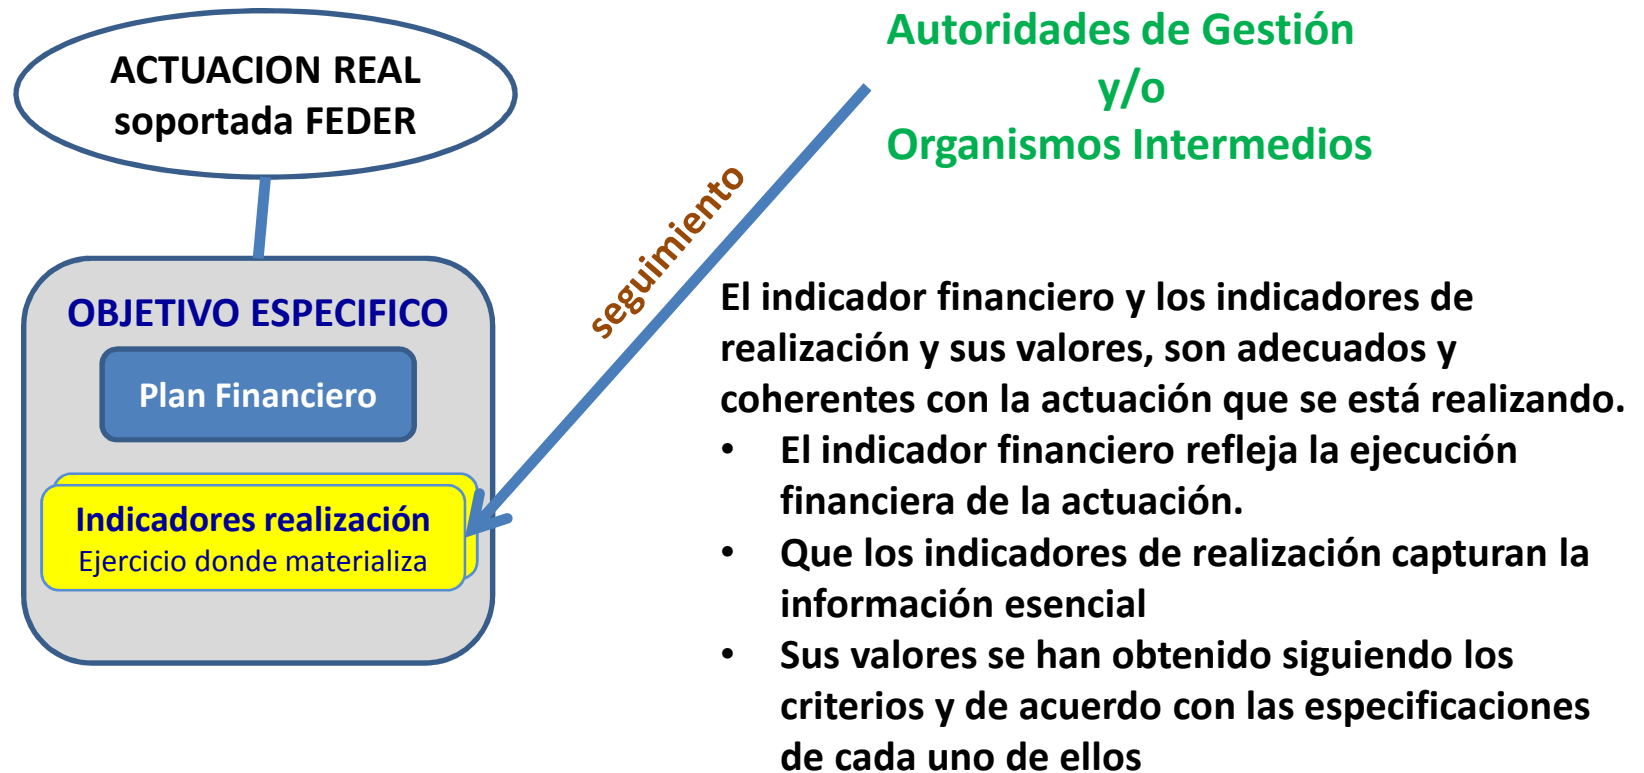 ACTUACION REAL
soportada FEDER
OBJETIVO ESPECIFICO
Plan Financiero
Indicadores realización
Ejercicio donde materializa
seguimiento
Autoridades de Gestión
y/o
Organismos Intermedios
El indicador financiero y los indicadores de
realización y sus valores, son adecuados y
coherentes con la actuación que se está realizando.
• El indicador financiero refleja la ejecución
financiera de la actuación.
• Que los indicadores de realización capturan la
información esencial
• Sus valores se han obtenido siguiendo los
criterios y de acuerdo con las especificaciones
de cada uno de ellos